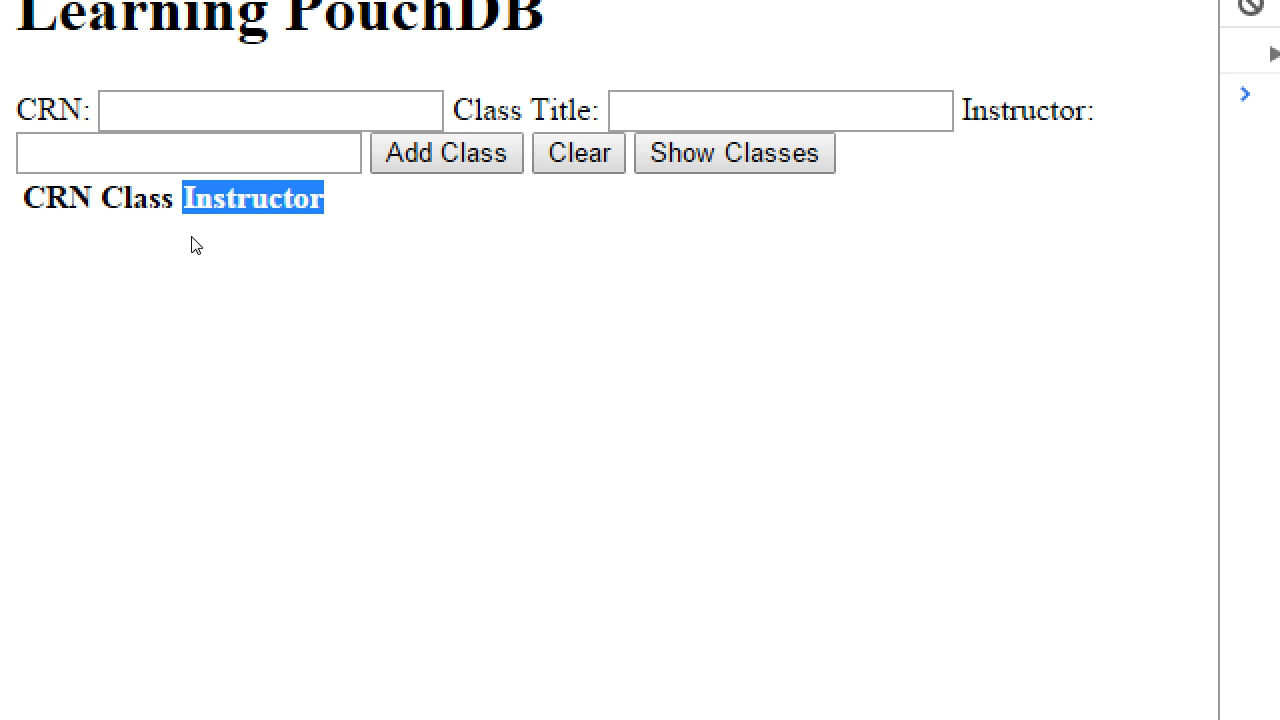 Learning PouchDB
CRN: Class Title: Instructor:
Add Class Clear Show Classes
CRN Class Instructor